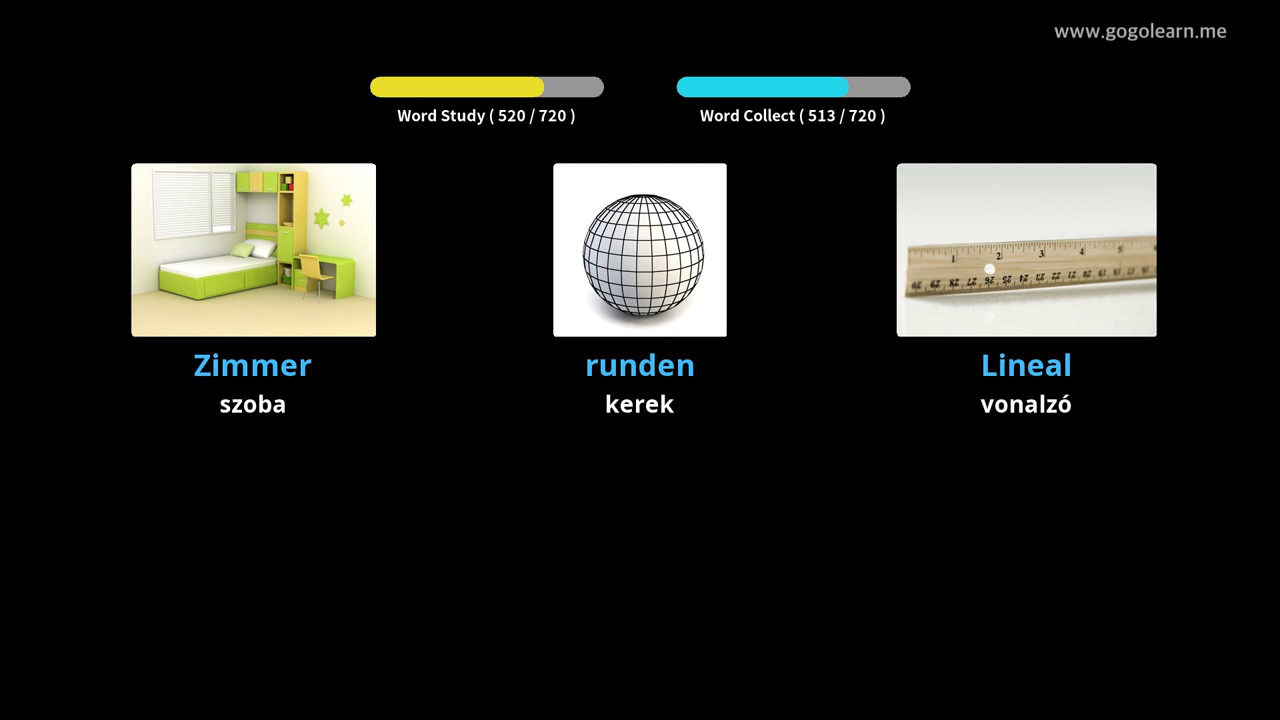 www.gogolearn.me
Word Study ( 520 / 720 )
Word Collect ( 513 / 720 )
Zimmer
runden
Lineal
szoba
kerek
vonalzó